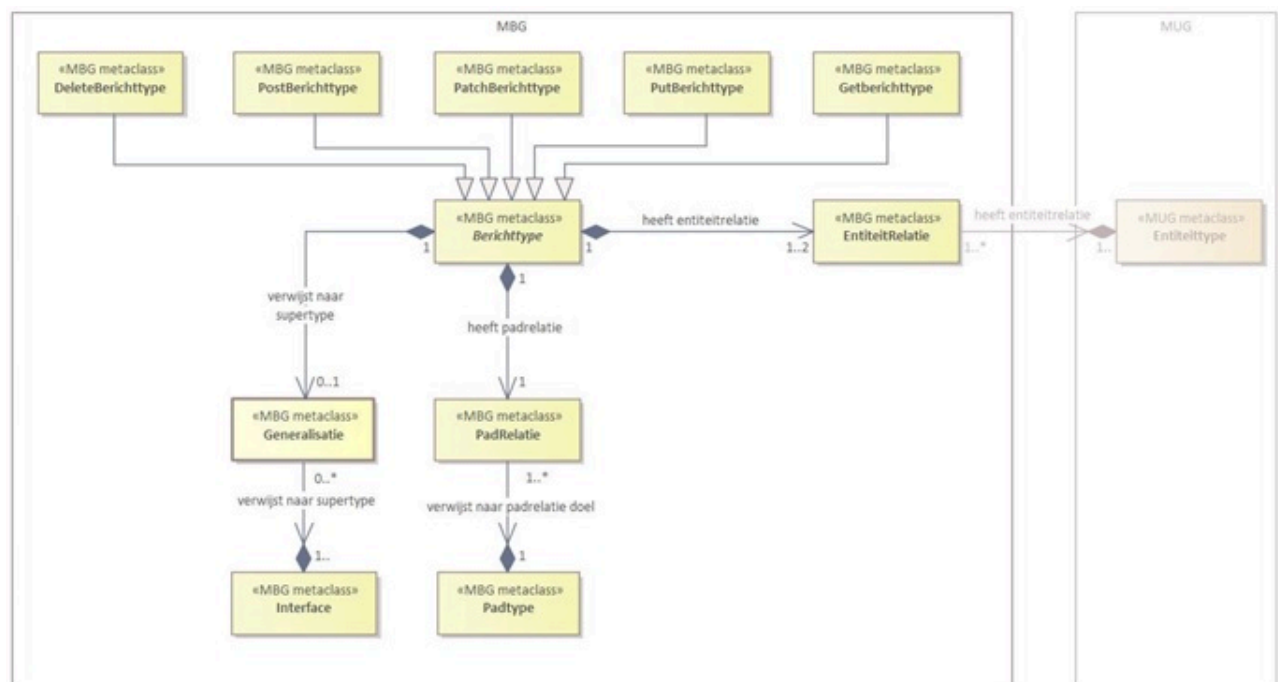 MBG
MUG
«MBG metaclass»
DeleteBerichttype
«MBG metaclass»
PostBerichttype
«MBG metaclass»
PatchBerichttype
«MBG metaclass»
PutBerichttype
«MBG metaclass»
Getberichttype
«MBG metaclass»
Berichttype
1
1
1
heeft entiteitrelatie
1..2
«MBG metaclass»
EntiteitRelatie
1..*
heeft entiteitrelatie
1..
«MUG metaclass»
Entiteittype
verwijst naar
supertype
0..1
heeft padrelatie
1
«MBG metaclass»
Generalisatie
0..*
«MBG metaclass»
PadRelatie
1..*
verwijst naar supertype
1..
verwijst naar padrelatie doel
1
«MBG metaclass»
Interface
«MBG metaclass»
Padtype